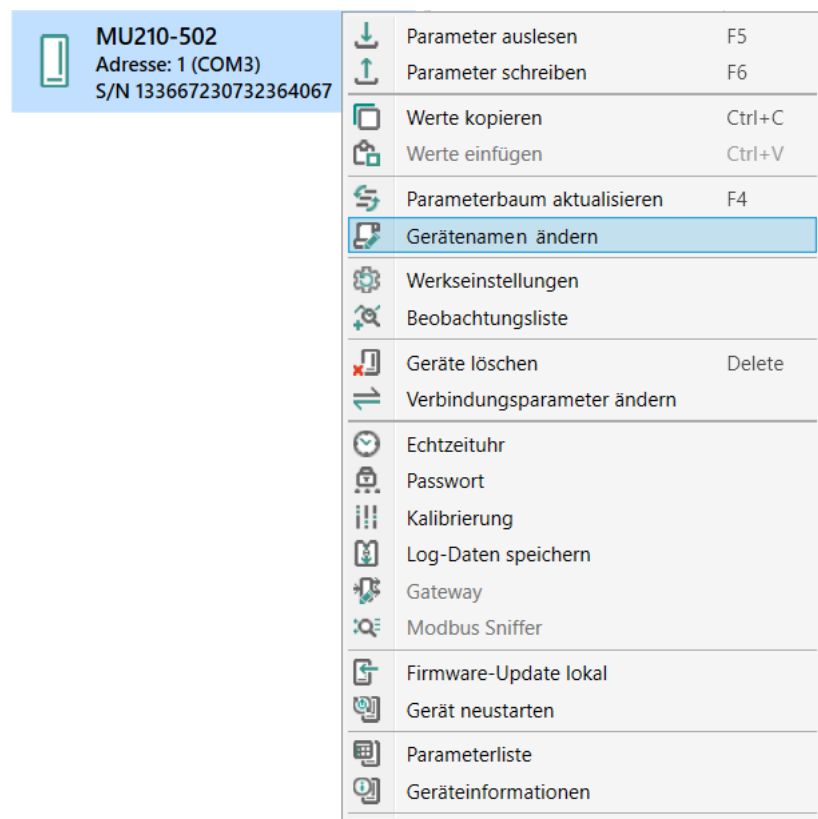 MU210-502
Adresse: 1 (COM3)
S/N 133667230732364067
Parameter auslesen F5
Parameter schreiben F6
Werte kopieren Ctrl+C
Werte einfügen Ctrl+V
Parameterbaum aktualisieren F4
Gerätenamen ändern
Werkseinstellungen
Beobachtungsliste
Geräte löschen Delete
Verbindungsparameter ändern
Echtzeituhr
Passwort
Kalibrierung
Log-Daten speichern
Gateway
Modbus Sniffer
Firmware-Update lokal
Gerät neustarten
Parameterliste
Geräteinformationen